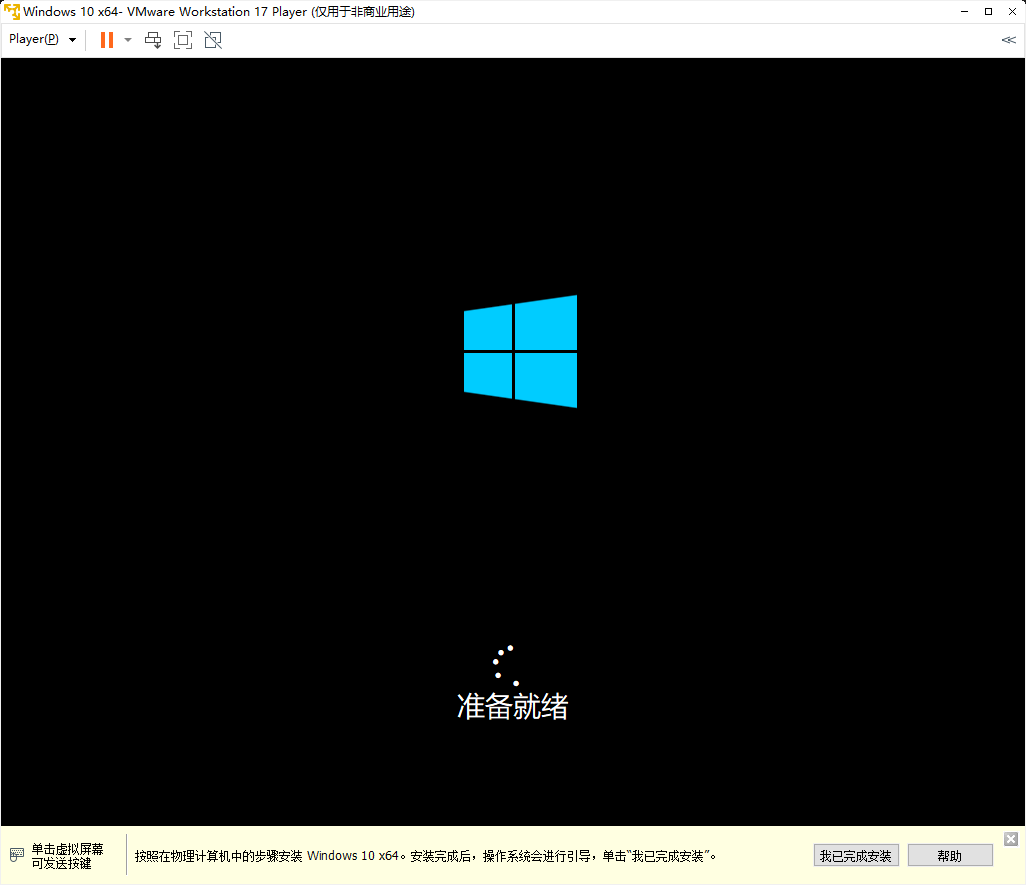 Windows 10 x64- VMware Workstation 17 Player (仅用于非商业用途)
Player(P)
准备就绪
单击虚拟屏幕
可发送按键
按照在物理计算机中的步骤安装 Windows 10 x64。安装完成后，操作系统会进行引导，单击“我已完成安装”。
我已完成安装
帮助